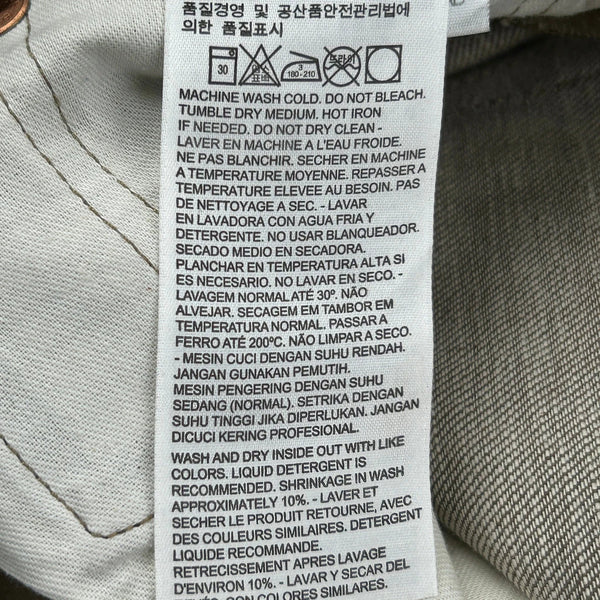 품질경영 및 공산품안전관리법에
의한 품질표시
30 염소 표백 3 180-210 드라이
MACHINE WASH COLD. DO NOT BLEACH.
TUMBLE DRY MEDIUM. HOT IRON
IF NEEDED. DO NOT DRY CLEAN -
LAVER EN MACHINE A L'EAU FROIDE.
NE PAS BLANCHIR. SECHER EN MACHINE
A TEMPERATURE MOYENNE. REPASSER A
TEMPERATURE ELEVEE AU BESOIN. PAS
DE NETTOYAGE A SEC. - LAVAR
EN LAVADORA CON AGUA FRIA Y
DETERGENTE. NO USAR BLANQUEADOR.
SECADO MEDIO EN SECADORA.
PLANCHAR EN TEMPERATURA ALTA SI
ES NECESARIO. NO LAVAR EN SECO. -
LAVAGEM NORMAL ATÉ 30º. NÃO
ALVEJAR. SECAGEM EM TAMBOR EM
TEMPERATURA NORMAL. PASSAR A
FERRO ATÉ 200ºC. NÃO LIMPAR A SECO.
- MESIN CUCI DENGAN SUHU RENDAH.
JANGAN GUNAKAN PEMUTIH.
MESIN PENGERING DENGAN SUHU
SEDANG (NORMAL). SETRIKA DENGAN
SUHU TINGGI JIKA DIPERLUKAN. JANGAN
DICUCI KERING PROFESIONAL.
WASH AND DRY INSIDE OUT WITH LIKE
COLORS. LIQUID DETERGENT IS
RECOMMENDED. SHRINKAGE IN WASH
APPROXIMATELY 10%. - LAVER ET
SECHER LE PRODUIT RETOURNE, AVEC
DES COULEURS SIMILAIRES. DETERGENT
LIQUIDE RECOMMANDE.
RETRECISSEMENT APRES LAVAGE
D'ENVIRON 10%. - LAVAR Y SECAR DEL
REVÉS, CON COLORES SIMILARES.